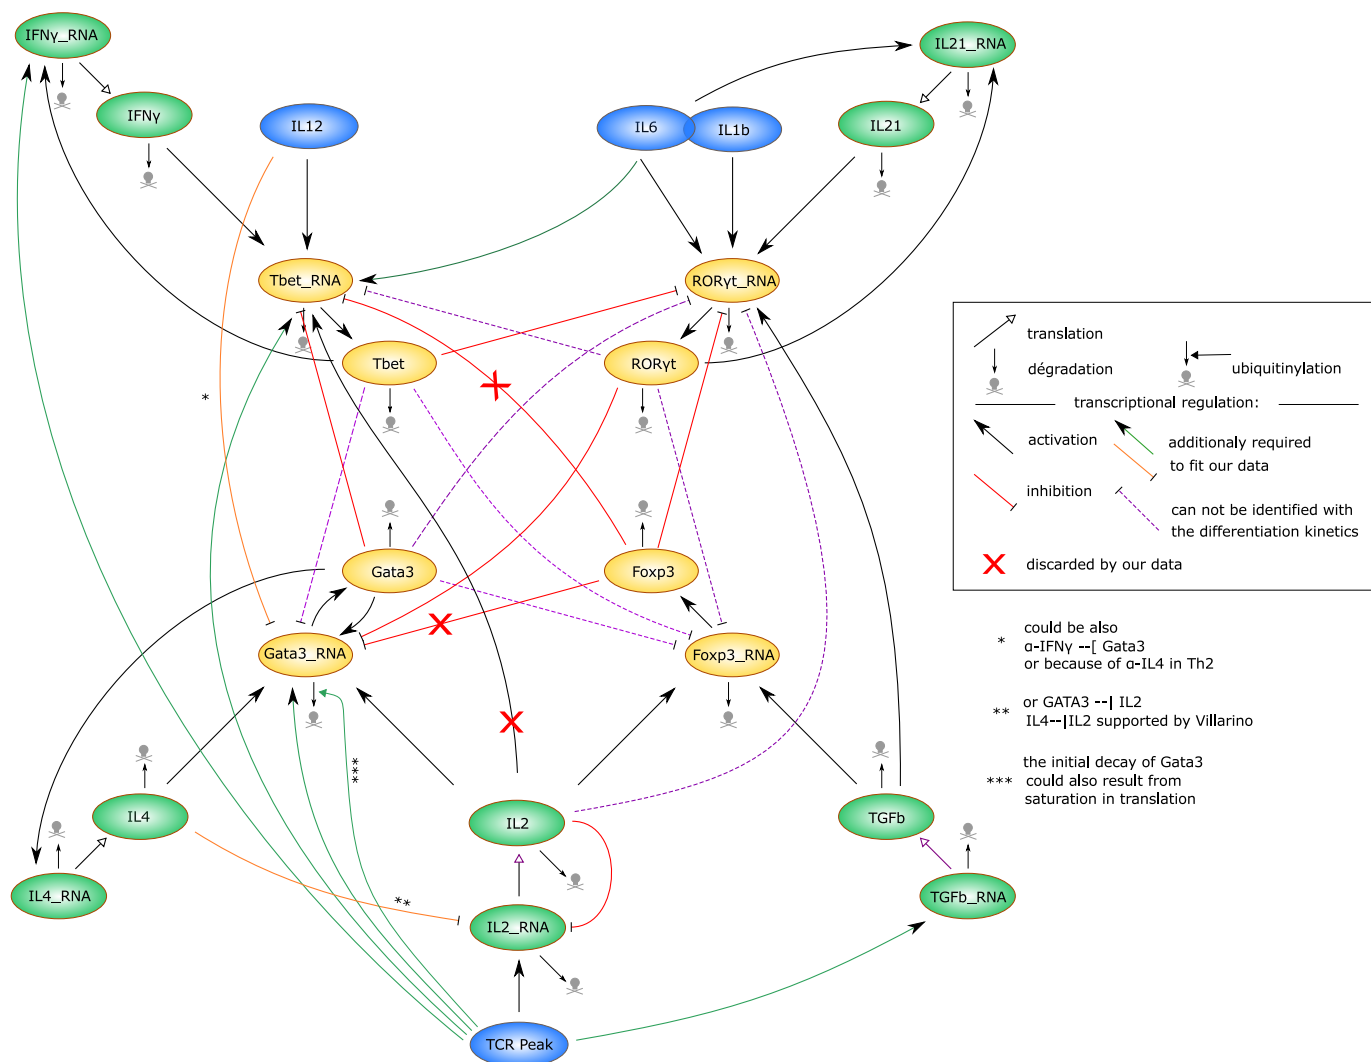 IFNγ_RNA
IL21_RNA
IFNγ
IL12
IL6
IL1b
IL21
Tbet_RNA
RORγt_RNA
Tbet
RORγt
*
Gata3
Foxp3
Gata3_RNA
Foxp3_RNA
***
IL4
IL2
TGFb
IL4_RNA
**
IL2_RNA
TGFb_RNA
TCR Peak
translation
dégradation
ubiquitinylation
transcriptional regulation:
activation
additionaly required
to fit our data
inhibition
can not be identified with
the differentiation kinetics
discarded by our data
could be also
* α-IFNγ --[ Gata3
or because of α-IL4 in Th2
or GATA3 --| IL2
** IL4--|IL2 supported by Villarino
the initial decay of Gata3
*** could also result from
saturation in translation